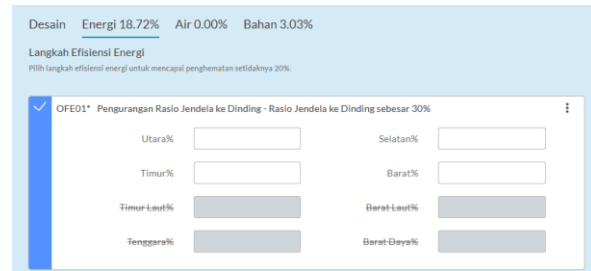 Desain Energi 18.72% Air 0.00% Bahan 3.03%
Langkah Efisiensi Energi
Pilih langkah efisiensi energi untuk mencapai penghematan setidaknya 20%.
OFE01* Pengurangan Rasio Jendela ke Dinding - Rasio Jendela ke Dinding sebesar 30%
Utara% Selatan%
Timur% Barat%
Timur Laut% Barat Laut%
Tenggara% Barat Daya%